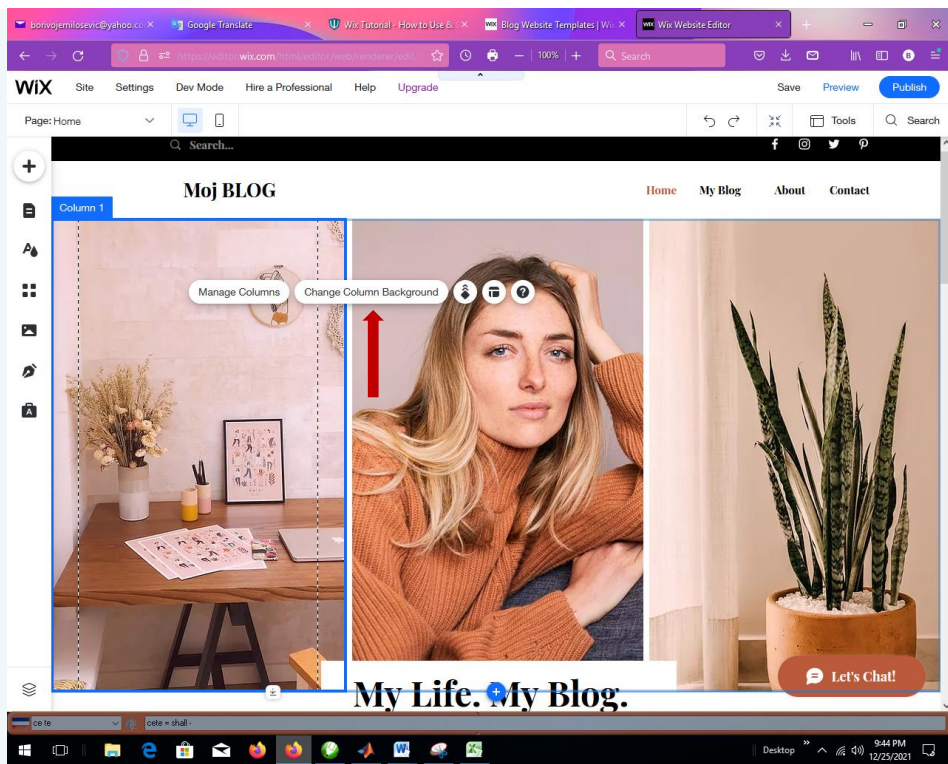 borivojemilosevic@yahoo.co
Google Translate
Wix Tutorial - How to Use &
Blog Website Templates | Wi
Wix Website Editor
https://editor.wix.com/html/editor/web/renderer/edit/
100%
Search
WiX Site Settings Dev Mode Hire a Professional Help Upgrade Save Preview Publish
Page: Home Tools Search
Search...
Moj BLOG Home My Blog About Contact
Column 1
Manage Columns Change Column Background
Let's Chat!
My Life. My Blog.
ce te cete = shall -
Desktop 9:44 PM
12/25/2021